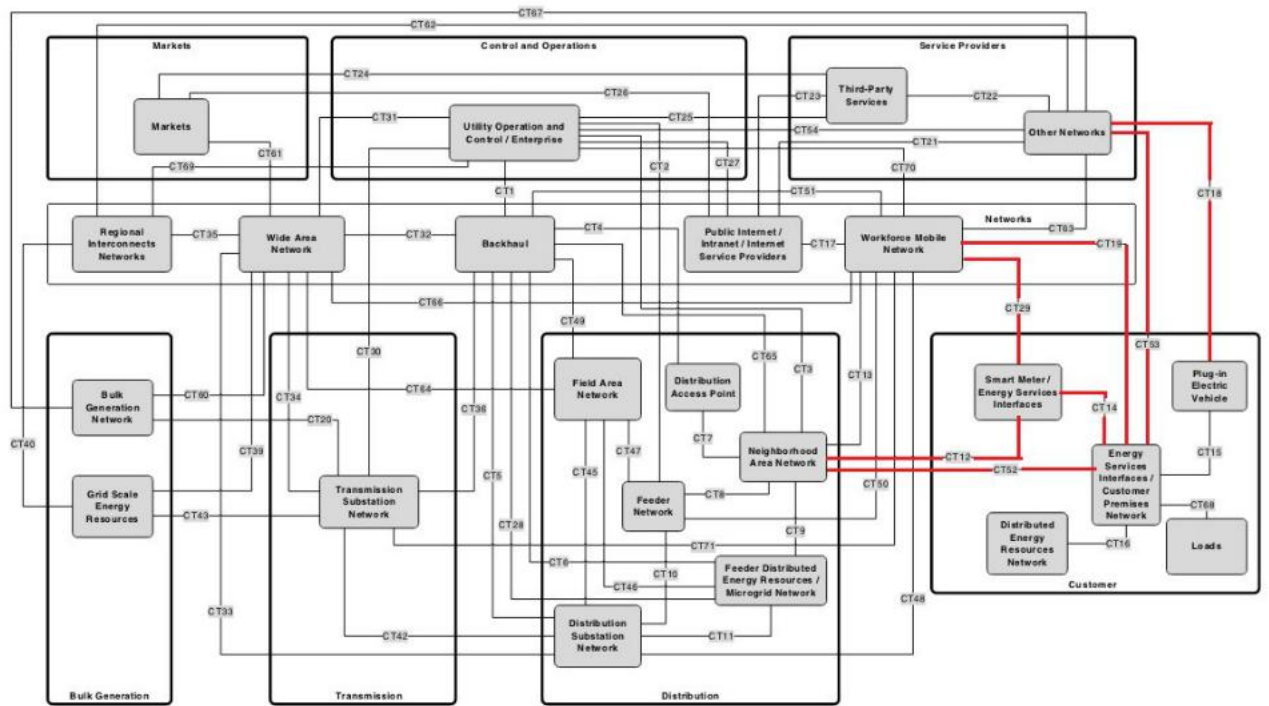 CT67
CT62
Markets
Control and Operations
Service Providers
CT24
CT26
CT23
Third-Party
Services
CT22
Markets
CT31
Utility Operation and
Control / Enterprise
CT25
CT54
CT21
Other Networks
CT61
CT69
CT1
CT2
CT27
CT70
CT18
CT51
Regional
Interconnects
Networks
CT35
Wide Area
Network
CT32
Backhaul
CT4
Public Internet /
Intranet / Internet
Service Providers
CT17
Workforce Mobile
Network
Networks
CT63
CT19
CT66
CT29
CT49
CT30
CT65
CT3
CT13
CT53
Bulk
Generation
Network
CT60
CT34
CT64
CT36
Field Area
Network
Distribution
Access Point
Smart Meter /
Energy Services
Interfaces
CT14
Plug-in
Electric
Vehicle
CT20
CT40
CT39
CT7
CT47
CT45
CT5
Neighborhood
Area Network
CT12
CT52
CT15
Energy
Services
Interfaces /
Customer
Premises
Network
Grid Scale
Energy
Resources
CT43
Transmission
Substation
Network
CT28
Feeder
Network
CT8
CT50
CT9
CT68
CT71
CT16
Distributed
Energy
Resources
Network
Loads
CT6
CT46
CT10
Feeder Distributed
Energy Resources /
Microgrid Network
CT48
Customer
CT33
CT42
Distribution
Substation
Network
CT11
Bulk Generation
Transmission
Distribution